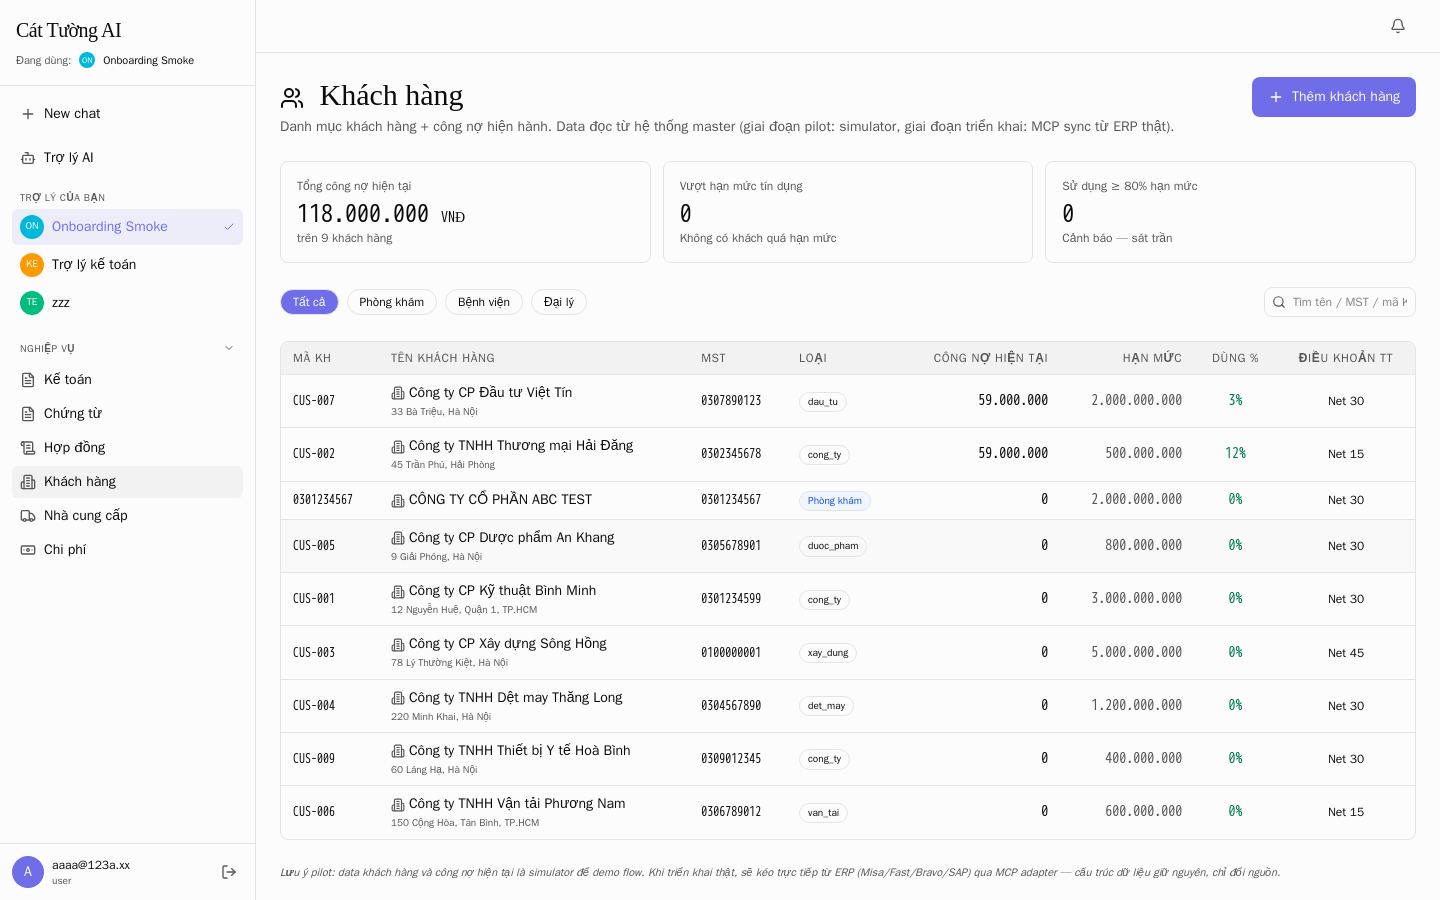 Cát Tường AI
Đang dùng: ON Onboarding Smoke
New chat
Trợ lý AI
TRỢ LÝ CỦA BẠN
ON Onboarding Smoke
KE Trợ lý kế toán
TE zzz
NGHIỆP VỤ
Kế toán
Chứng từ
Hợp đồng
Khách hàng
Nhà cung cấp
Chi phí
A aaaa@123a.xx
user
Khách hàng
Thêm khách hàng
Danh mục khách hàng + công nợ hiện hành. Data đọc từ hệ thống master (giai đoạn pilot: simulator, giai đoạn triển khai: MCP sync từ ERP thật).
Tổng công nợ hiện tại
118.000.000 VNĐ
trên 9 khách hàng
Vượt hạn mức tín dụng
0
Không có khách quá hạn mức
Sử dụng ≥ 80% hạn mức
0
Cảnh báo — sát trần
Tất cả Phòng khám Bệnh viện Đại lý
Tìm tên / MST / mã K
MÃ KH TÊN KHÁCH HÀNG MST LOẠI CÔNG NỢ HIỆN TẠI HẠN MỨC DÙNG % ĐIỀU KHOẢN TT
CUS-007 Công ty CP Đầu tư Việt Tín 0307890123 dau_tu 59.000.000 2.000.000.000 3% Net 30
33 Bà Triệu, Hà Nội
CUS-002 Công ty TNHH Thương mại Hải Đăng 0302345678 cong_ty 59.000.000 500.000.000 12% Net 15
45 Trần Phú, Hải Phòng
0301234567 CÔNG TY CỔ PHẦN ABC TEST 0301234567 Phòng khám 0 2.000.000.000 0% Net 30
CUS-005 Công ty CP Dược phẩm An Khang 0305678901 duoc_pham 0 800.000.000 0% Net 30
9 Giải Phóng, Hà Nội
CUS-001 Công ty CP Kỹ thuật Bình Minh 0301234599 cong_ty 0 3.000.000.000 0% Net 30
12 Nguyễn Huệ, Quận 1, TP.HCM
CUS-003 Công ty CP Xây dựng Sông Hồng 0100000001 xay_dung 0 5.000.000.000 0% Net 45
78 Lý Thường Kiệt, Hà Nội
CUS-004 Công ty TNHH Dệt may Thăng Long 0304567890 det_may 0 1.200.000.000 0% Net 30
220 Minh Khai, Hà Nội
CUS-009 Công ty TNHH Thiết bị Y tế Hoà Bình 0309012345 cong_ty 0 400.000.000 0% Net 30
60 Láng Hạ, Hà Nội
CUS-006 Công ty TNHH Vận tải Phương Nam 0306789012 van_tai 0 600.000.000 0% Net 15
150 Cộng Hòa, Tân Bình, TP.HCM
Lưu ý pilot: data khách hàng và công nợ hiện tại là simulator để demo flow. Khi triển khai thật, sẽ kéo trực tiếp từ ERP (Misa/Fast/Bravo/SAP) qua MCP adapter — cấu trúc dữ liệu giữ nguyên, chỉ đổi nguồn.